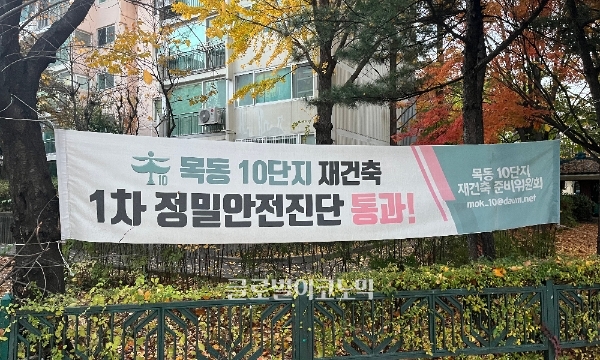 목동 10단지 재건축
1차 정밀안전진단 통과!
목동 10단지
재건축 준비위원회
mok_10@daum.net
10
글로벌이코노믹